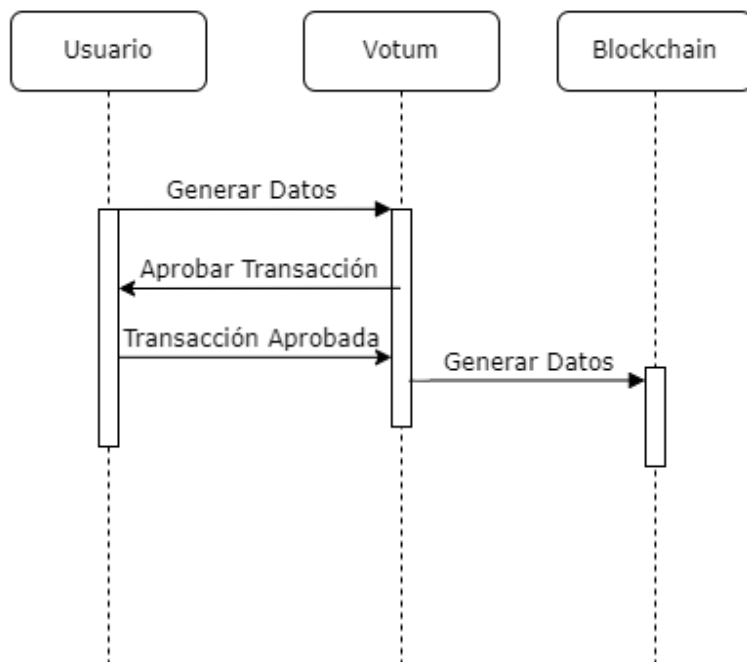 Usuario
Votum
Blockchain
Generar Datos
Aprobar Transacción
Transacción Aprobada
Generar Datos